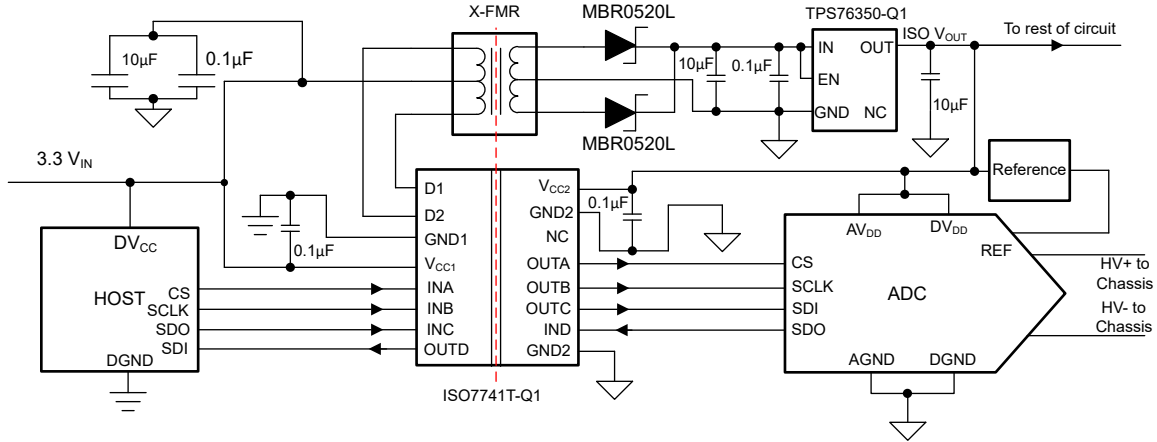 X-FMR
MBR0520L
TPS76350-Q1
10µF
0.1µF
IN
OUT
ISO VOUT
To rest of circuit
10µF
0.1µF
EN
10µF
GND
NC
MBR0520L
3.3 VIN
Reference
D1
VCC2
0.1µF
D2
GND2
AVDD
DVDD
DVCC
GND1
NC
REF
0.1µF
VCC1
OUTA
CS
HV+ to
Chassis
HOST
CS
INA
OUTB
SCLK
ADC
SCLK
INB
OUTC
SDI
HV- to
Chassis
SDO
INC
IND
SDO
SDI
OUTD
GND2
DGND
AGND
DGND
ISO7741T-Q1